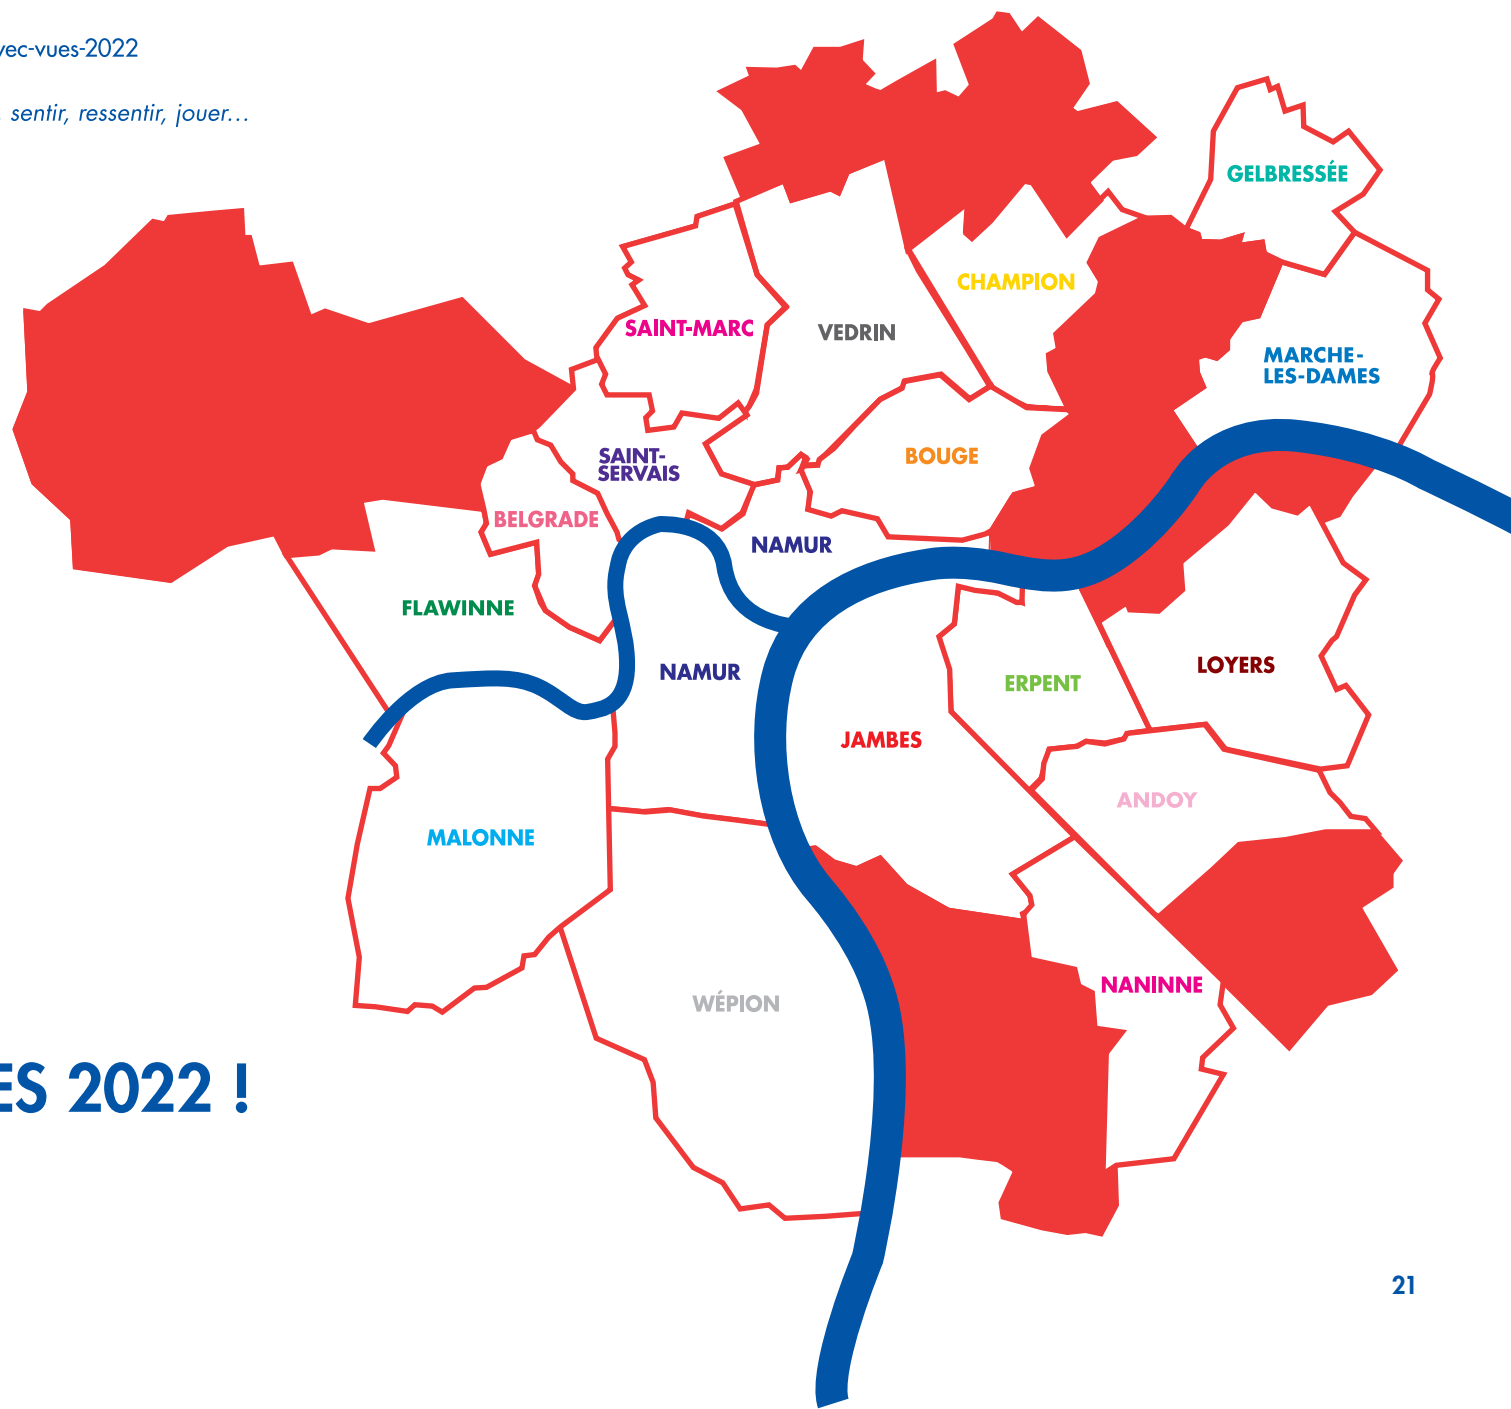 vec-vues-2022
sentir, ressentir, jouer…
GELBRESSÉE
CHAMPION
SAINT-MARC
VEDRIN
MARCHE-
LES-DAMES
BOUGE
SAINT-
SERVAIS
BELGRADE
NAMUR
FLAWINNE
NAMUR
LOYERS
ERPENT
JAMBES
ANDOY
MALONNE
NANINNE
WÉPION
ES 2022 !
21